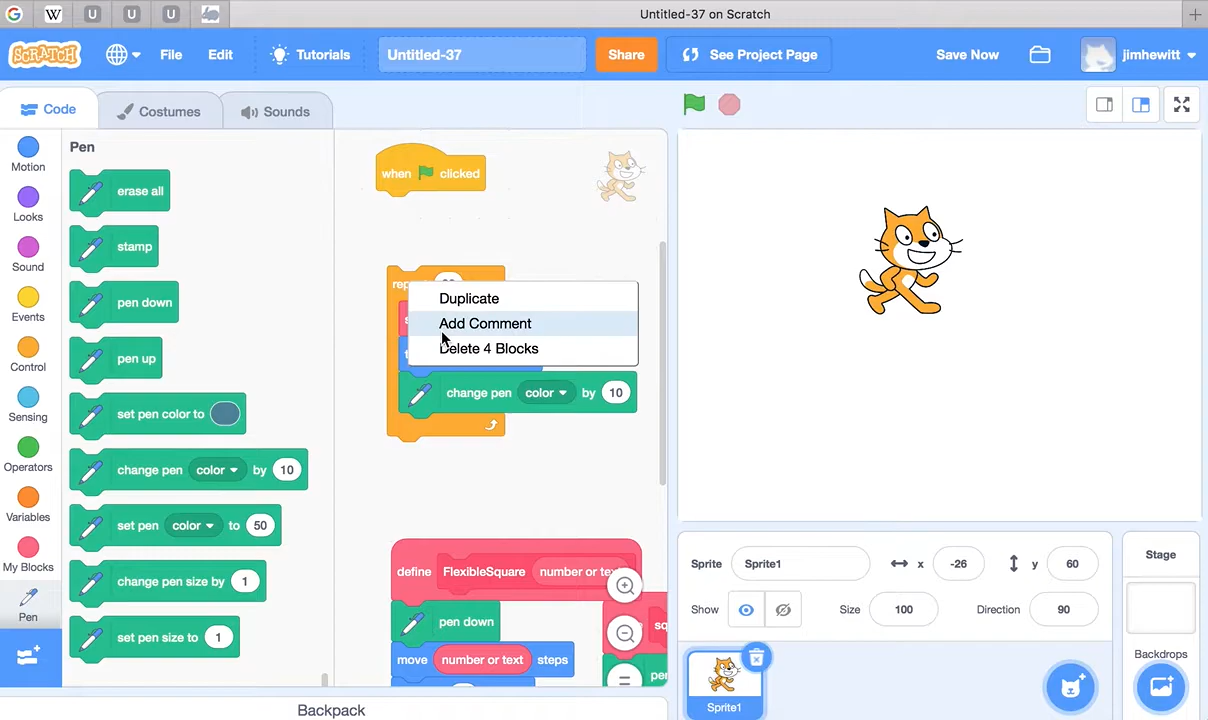 W U U U Untitled-37 on Scratch
SCRATCH File Edit Tutorials Untitled-37 Share See Project Page Save Now jimhewitt
Code Costumes Sounds
Motion
Looks
Sound
Events
Control
Sensing
Operators
Variables
My Blocks
Pen
Pen
erase all
stamp
pen down
pen up
set pen color to
change pen color by 10
set pen color to 50
change pen size by 1
set pen size to 1
when clicked
Duplicate
Add Comment
Delete 4 Blocks
change pen color by 10
define FlexibleSquare number or te
pen down
move number or text steps
Sprite Sprite1 x -26 y 60
Show Size 100 Direction 90
Sprite1
Stage
Backdrops
Backpack